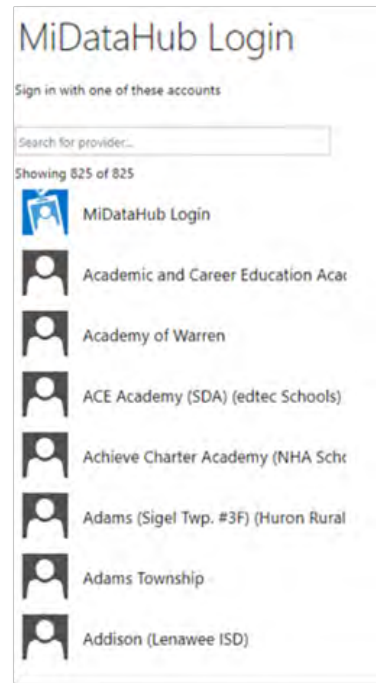 MiDataHub Login
Sign in with one of these accounts
Search for provider...
Showing 825 of 825
MiDataHub Login
Academic and Career Education Acac
Academy of Warren
ACE Academy (SDA) (edtec Schools)
Achieve Charter Academy (NHA Scho
Adams (Sigel Twp. #3F) (Huron Rural
Adams Township
Addison (Lenawee ISD)